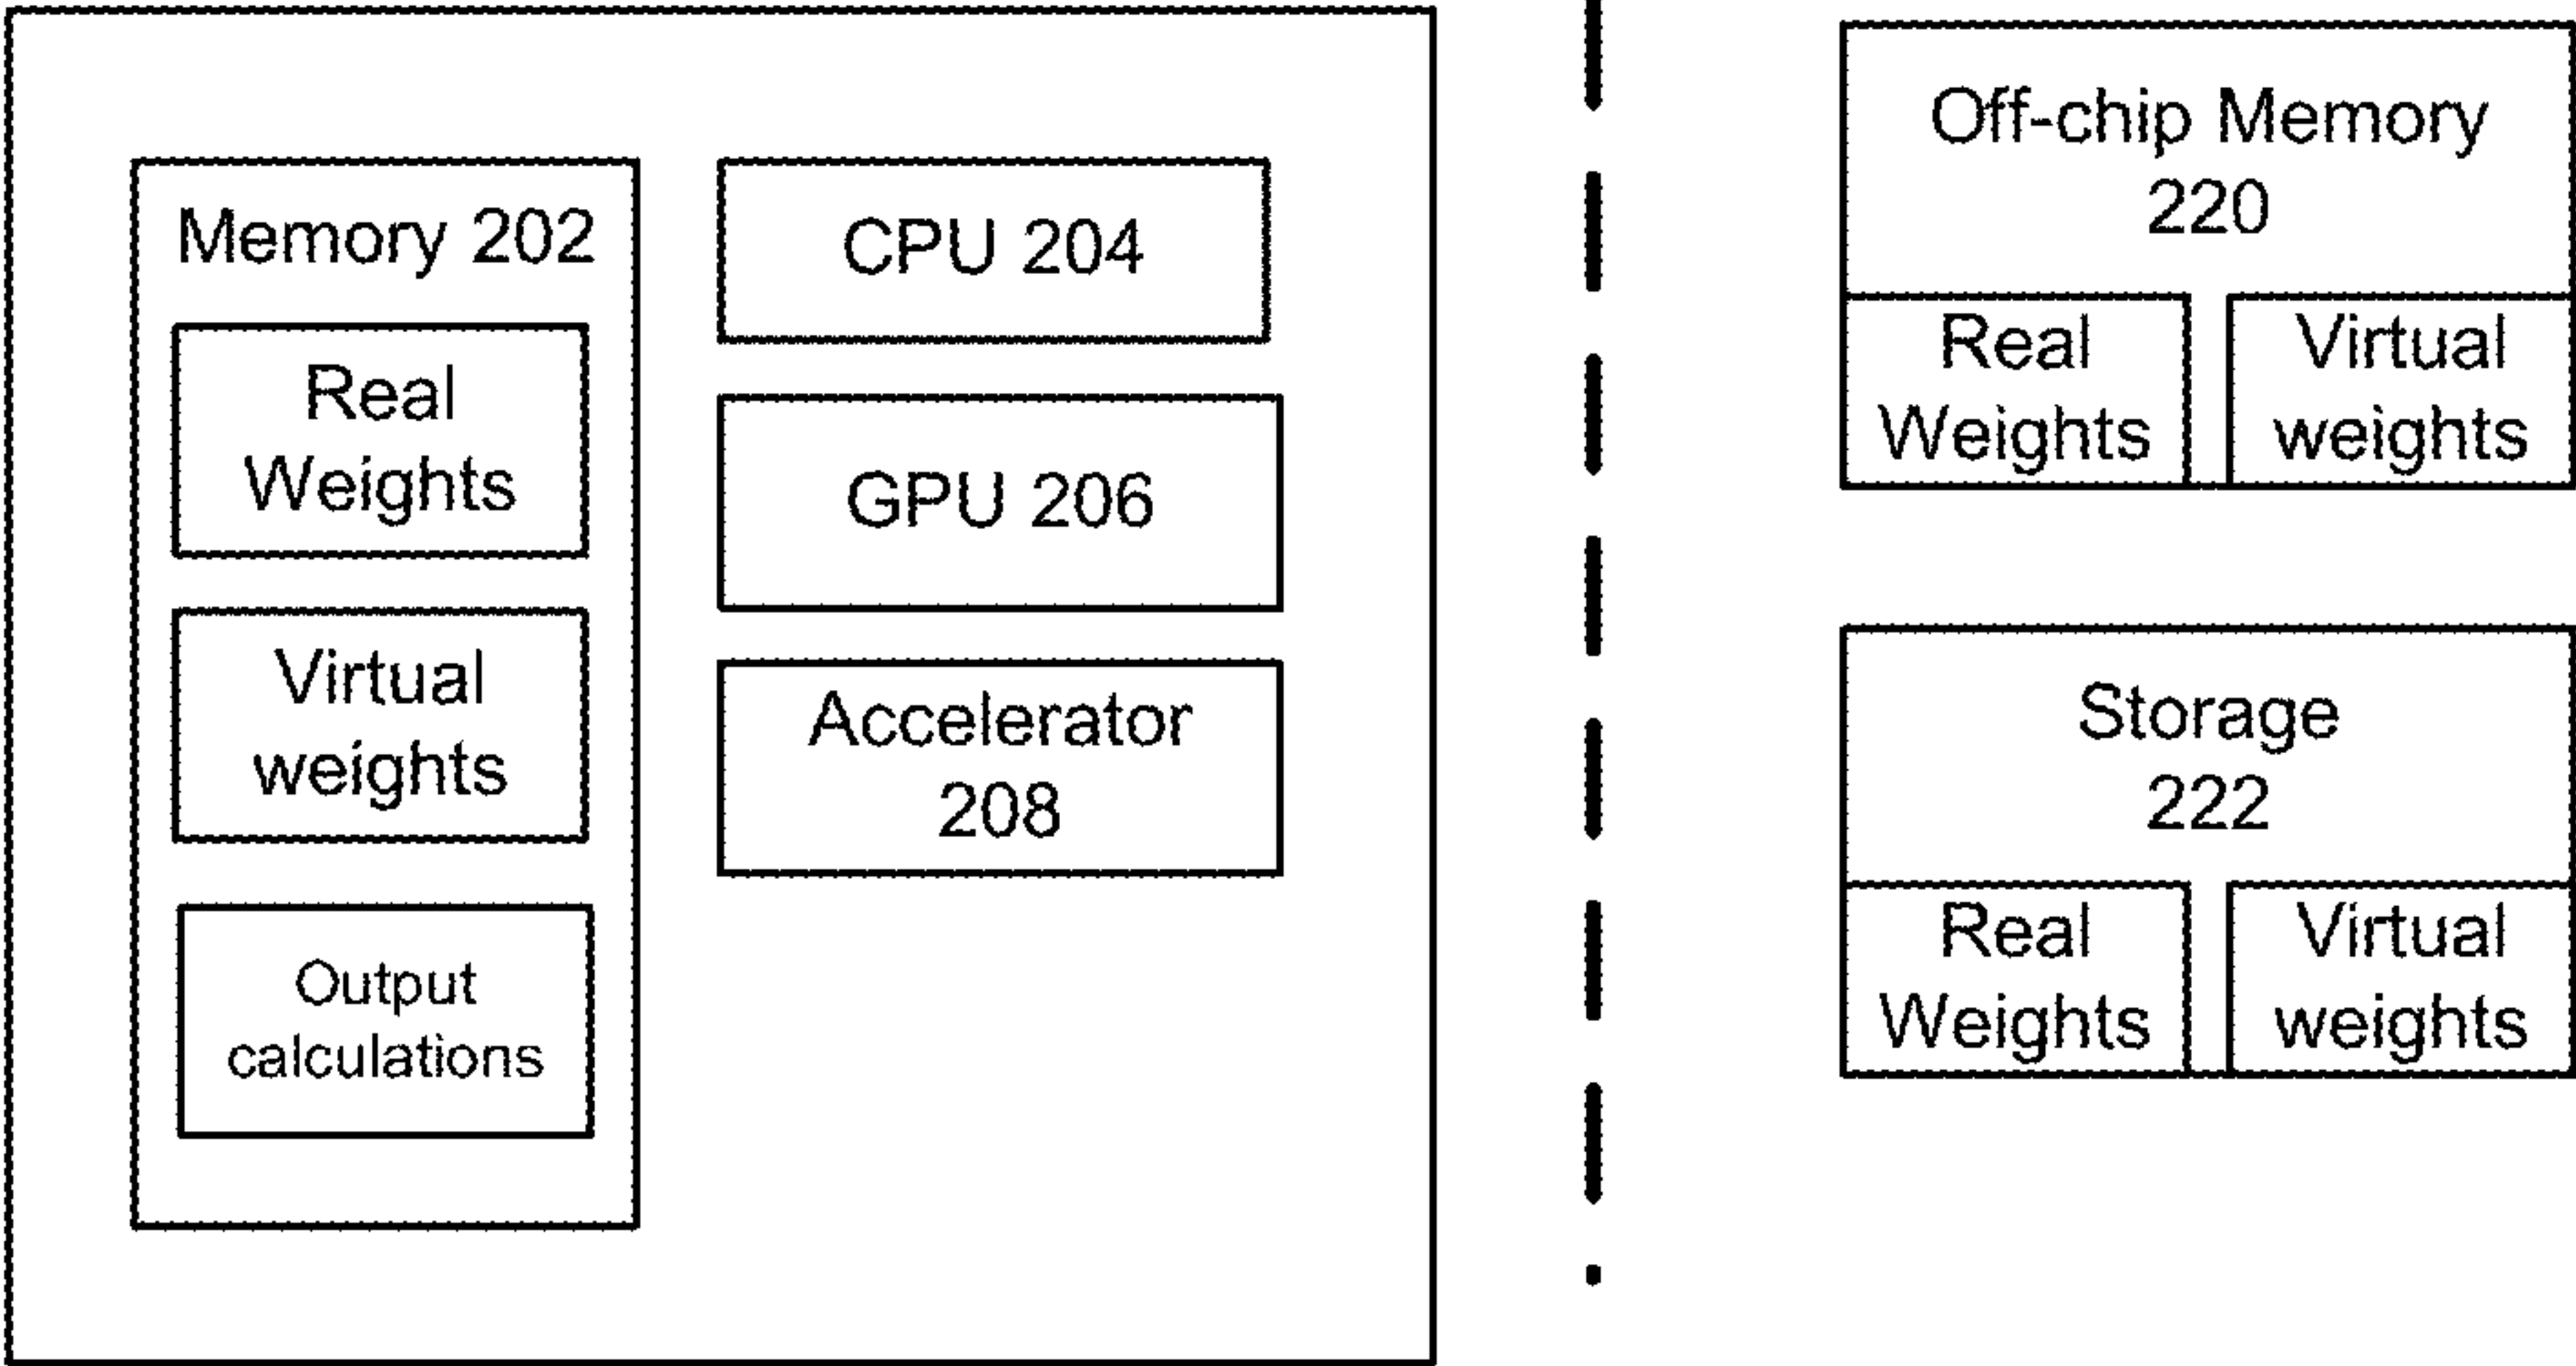 Memory 202
Real
Weights
Virtual
weights
Output
calculations
CPU 204
GPU 206
Accelerator
208
Off-chip Memory
220
Real
Weights
Virtual
weights
Storage
222
Real
Weights
Virtual
weights